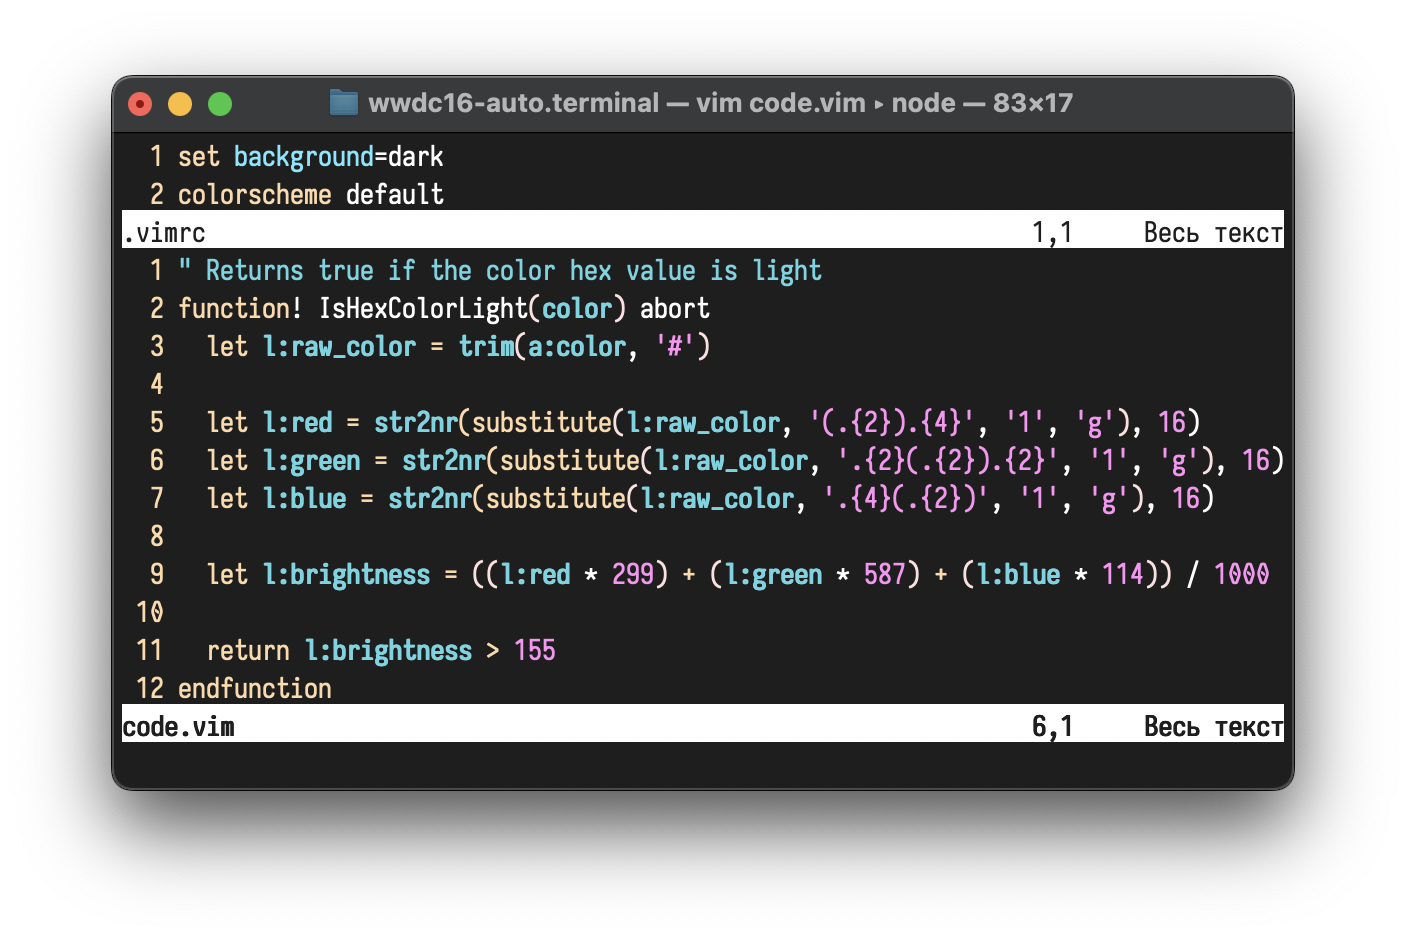 wwdc16-auto.terminal — vim code.vim ▸ node — 83×17
1 set background=dark
2 colorscheme default
.vimrc 1,1 Весь текст
1 " Returns true if the color hex value is light
2 function! IsHexColorLight(color) abort
3   let l:raw_color = trim(a:color, '#')
4
5   let l:red = str2nr(substitute(l:raw_color, '(.{2}).{4}', '1', 'g'), 16)
6   let l:green = str2nr(substitute(l:raw_color, '.{2}(.{2}).{2}', '1', 'g'), 16)
7   let l:blue = str2nr(substitute(l:raw_color, '.{4}(.{2})', '1', 'g'), 16)
8
9   let l:brightness = ((l:red * 299) + (l:green * 587) + (l:blue * 114)) / 1000
10
11   return l:brightness > 155
12 endfunction
code.vim 6,1 Весь текст